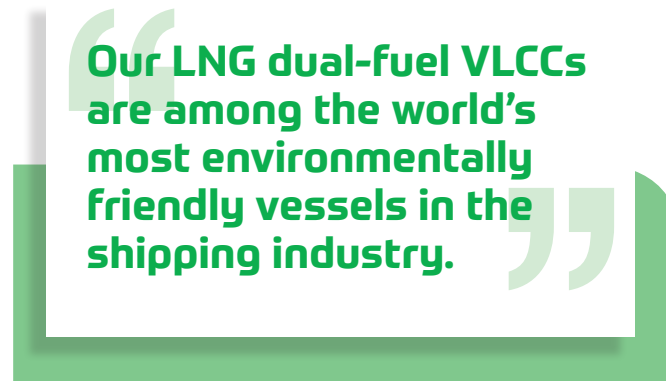 Our LNG dual-fuel VLCCs
are among the world’s
most environmentally
friendly vessels in the
shipping industry.